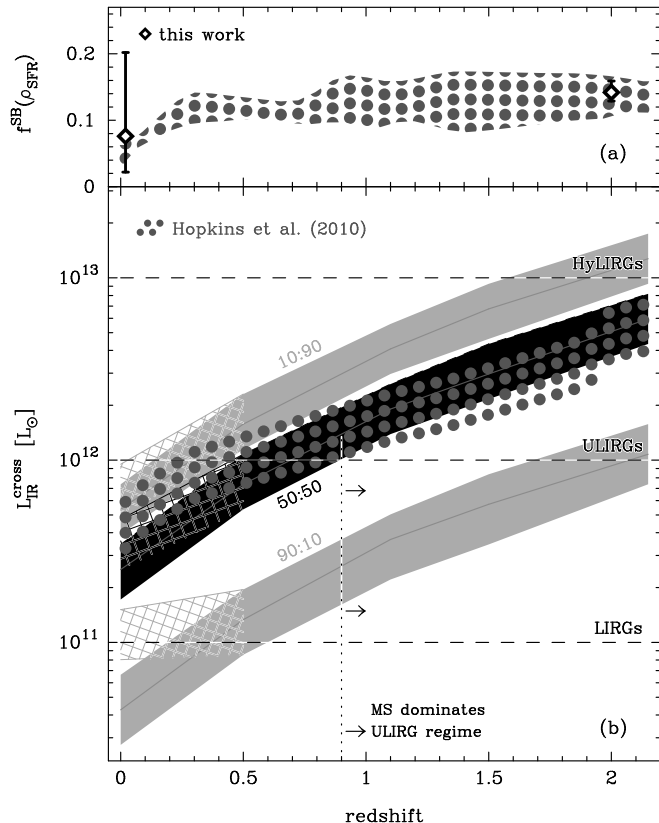 this work
0.2
0.1
0
f^SB(ρ_SFR)
(a)
Hopkins et al. (2010)
10^13
HyLIRGs
10:90
L_IR^cross [L_⊙]
10^12
ULIRGs
50:50
90:10
10^11
LIRGs
MS dominates
ULIRG regime
(b)
0 0.5 1 1.5 2
redshift